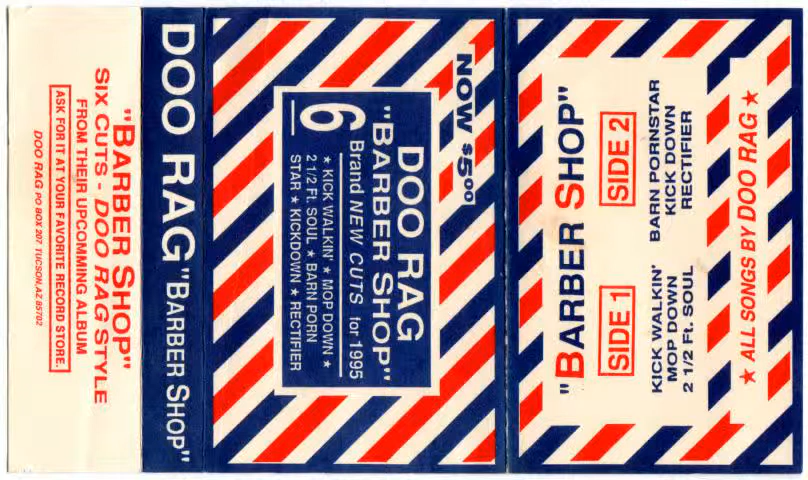 "BARBER SHOP"
SIX CUTS - DOO RAG STYLE
FROM THEIR UPCOMMING ALBUM
ASK FOR IT AT YOUR FAVORITE RECORD STORE.
DOO RAG PO BOX 207 TUCSON, AZ 85702
DOO RAG "BARBER SHOP"
NOW $5.00
DOO RAG
"BARBER SHOP"
6 Brand NEW CUTS for 1995
★ KICK WALKIN' ★ MOP DOWN ★
2 1/2 Ft. SOUL ★ BARN PORN
STAR ★ KICKDOWN ★ RECTIFIER
"BARBER SHOP"
SIDE 1
KICK WALKIN'
MOP DOWN
2 1/2 Ft. SOUL
SIDE 2
BARN PORNSTAR
KICK DOWN
RECTIFIER
★ ALL SONGS BY DOO RAG ★